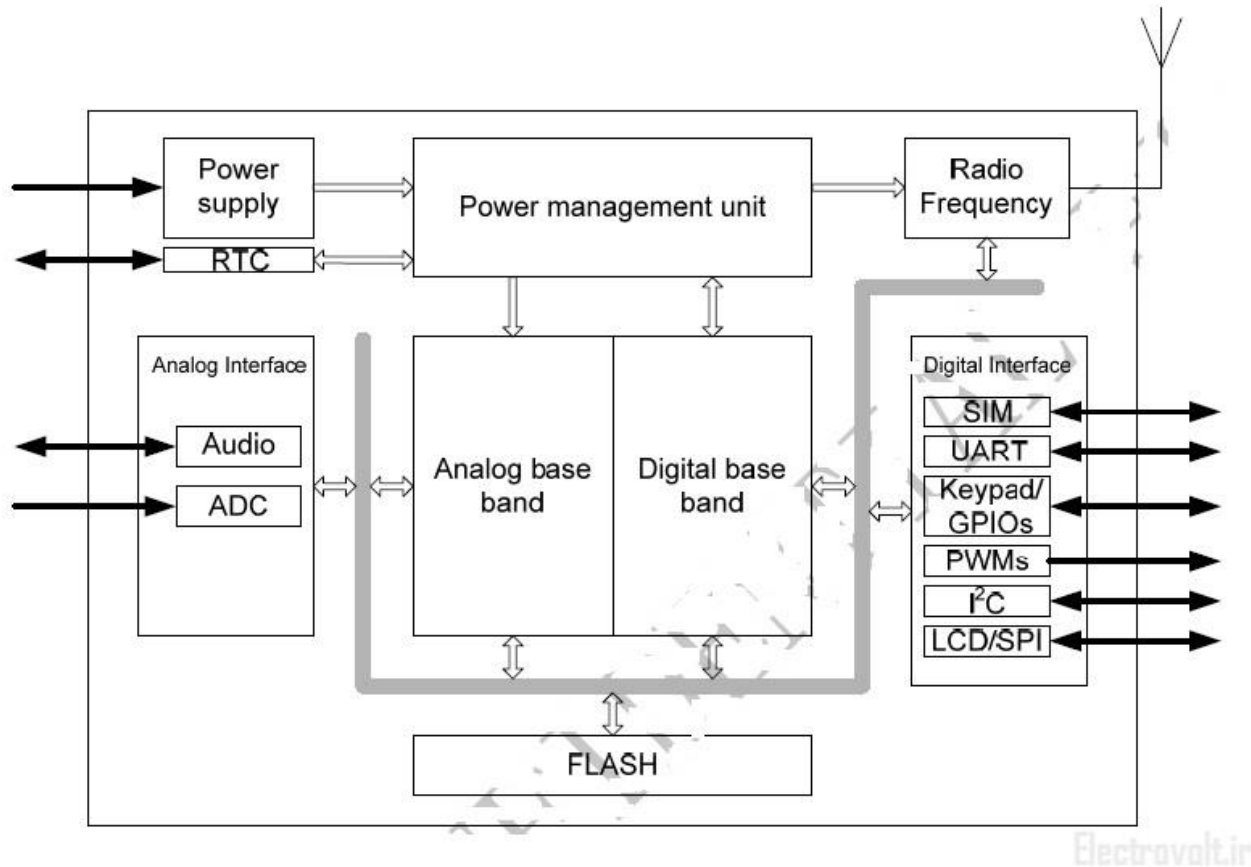 Power
supply
Power management unit
Radio
Frequency
RTC
Analog Interface
Audio
ADC
Analog base
band
Digital base
band
Digital Interface
SIM
UART
Keypad/
GPIOs
PWMs
I²C
LCD/SPI
FLASH
Electrovolt.ir